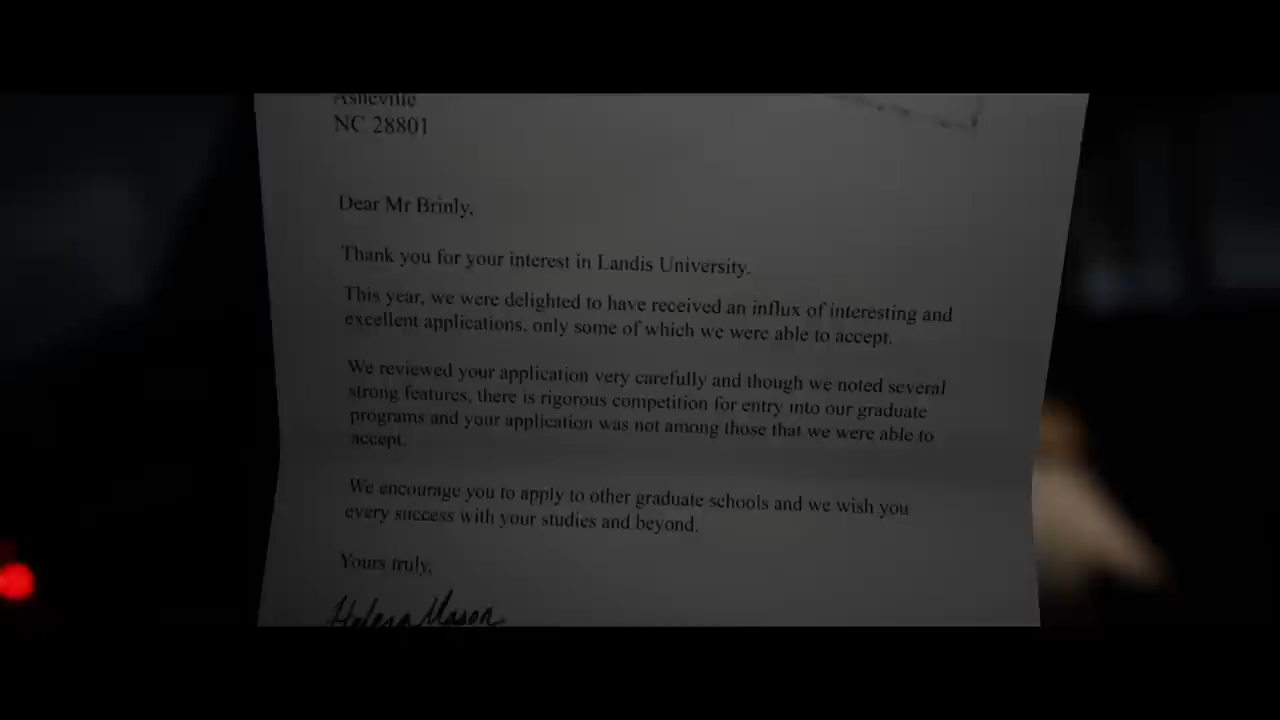 Asheville
NC 28801
Dear Mr Brinly,
Thank you for your interest in Landis University.
This year, we were delighted to have received an influx of interesting and
excellent applications, only some of which we were able to accept.
We reviewed your application very carefully and though we noted several
strong features, there is rigorous competition for entry into our graduate
programs and your application was not among those that we were able to
accept.
We encourage you to apply to other graduate schools and we wish you
every success with your studies and beyond.
Yours truly,
Helena Mason